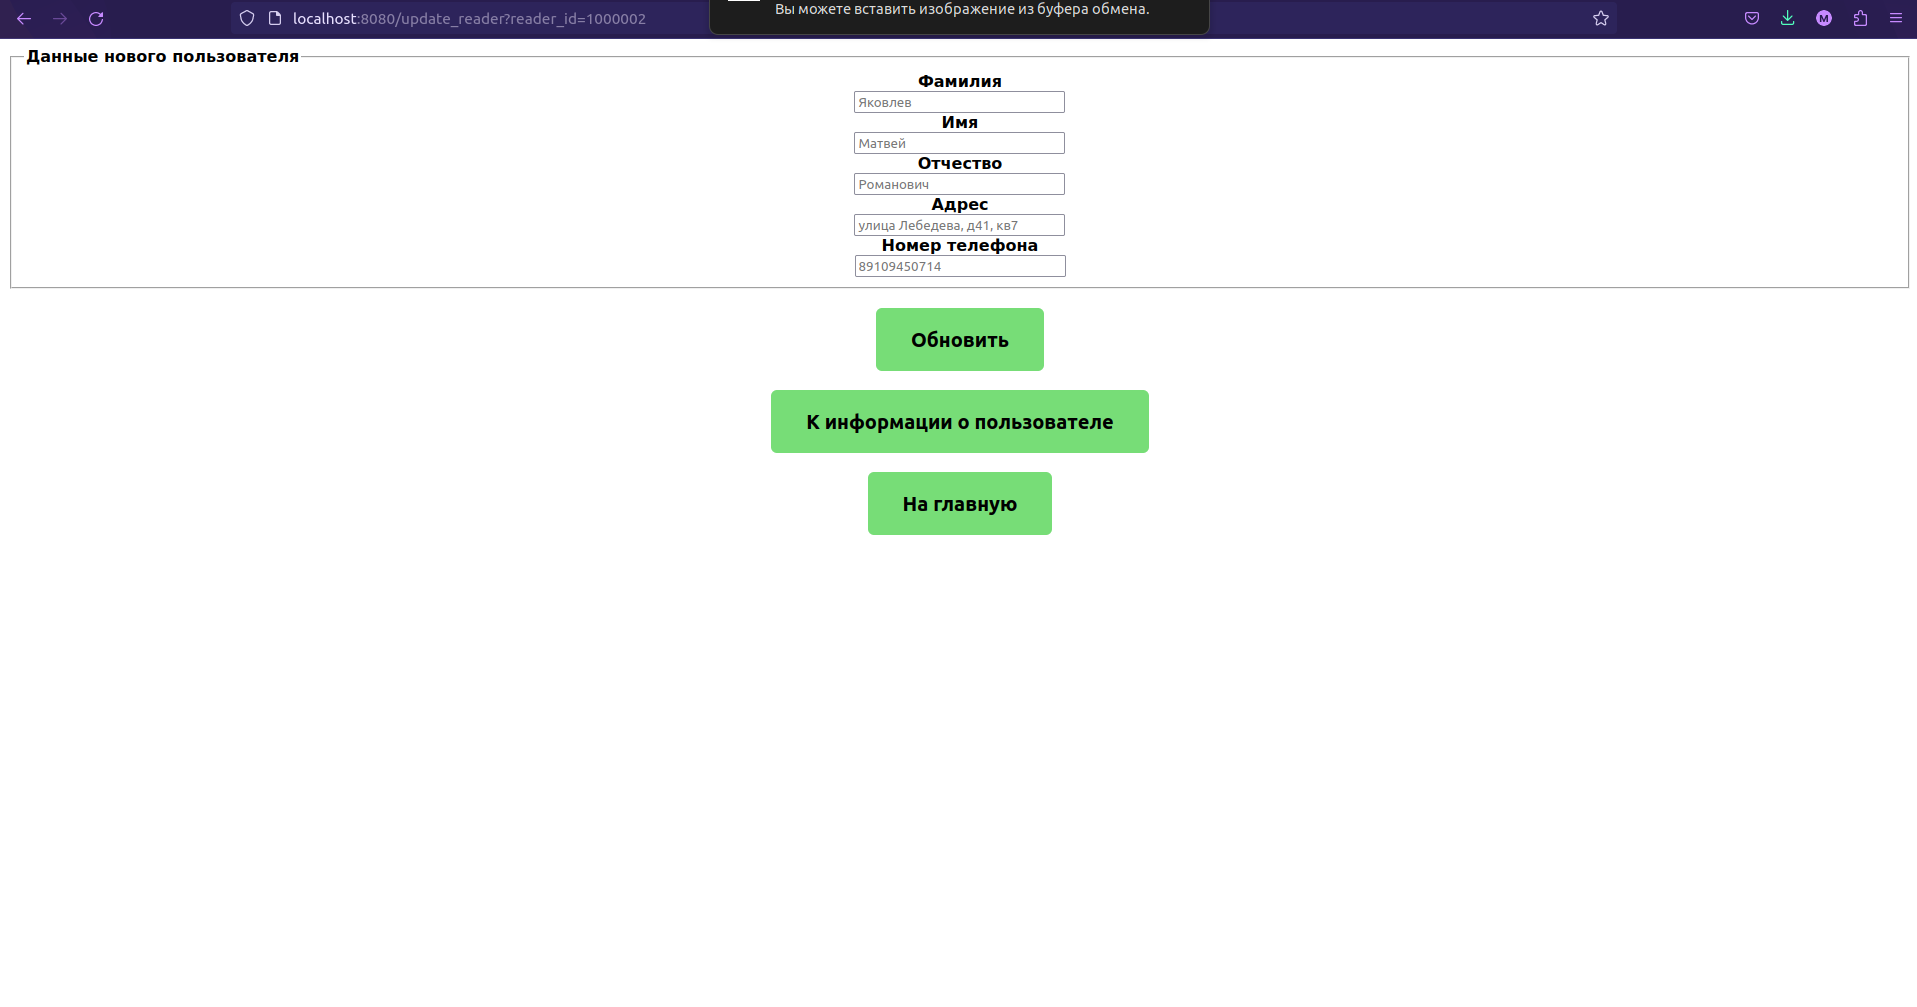 Вы можете вставить изображение из буфера обмена.
localhost:8080/update_reader?reader_id=1000002
M
Данные нового пользователя
Фамилия
Яковлев
Имя
Матвей
Отчество
Романович
Адрес
улица Лебедева, д41, кв7
Номер телефона
89109450714
Обновить
К информации о пользователе
На главную